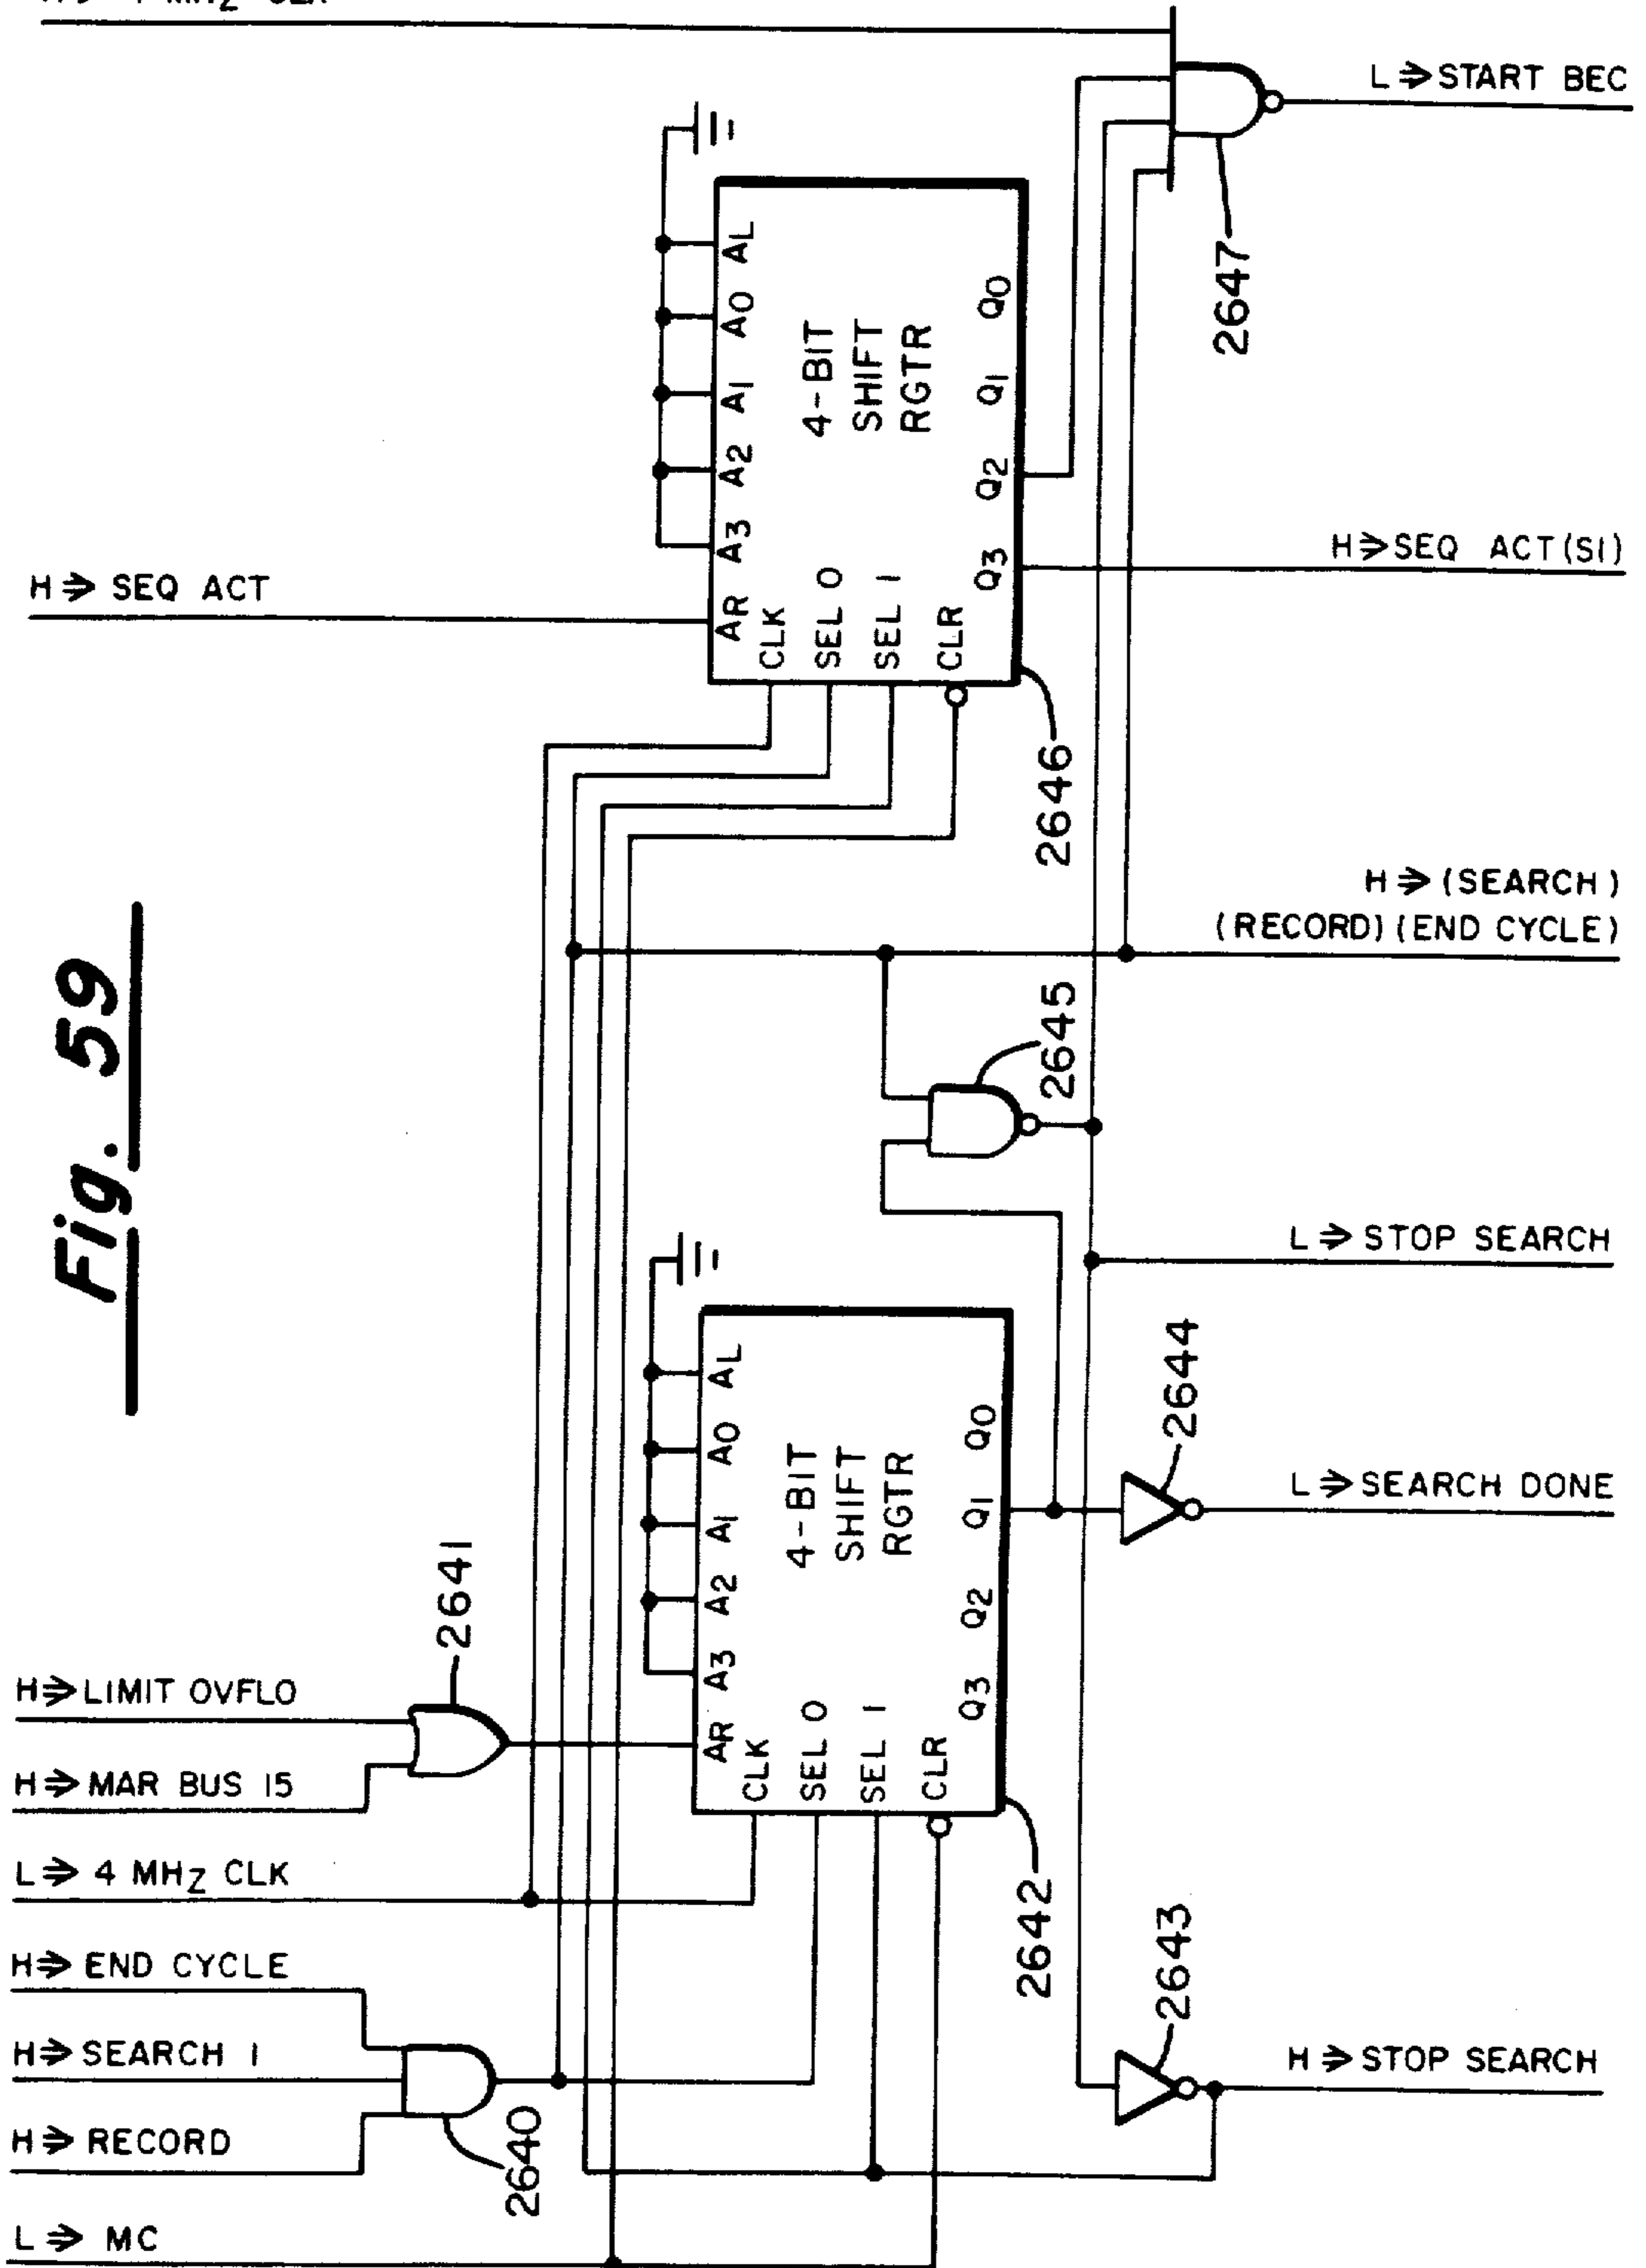 4 MHz CLK
L ⇒ START BEC
2647
AL
A0
A1
A2
A3
AR
4-BIT
SHIFT
RGTR
Q0
Q1
Q2
Q3
CLK
SEL 0
SEL 1
CLR
H ⇒ SEQ ACT
H ⇒ SEQ ACT (S1)
2646
Fig. 59
H ⇒ (SEARCH)
(RECORD) (END CYCLE)
2645
L ⇒ STOP SEARCH
2644
AL
A0
A1
A2
A3
AR
4-BIT
SHIFT
RGTR
Q0
Q1
Q2
Q3
CLK
SEL 0
SEL 1
CLR
L ⇒ SEARCH DONE
2641
H ⇒ LIMIT OVFLO
H ⇒ MAR BUS 15
L ⇒ 4 MHz CLK
2642
2643
H ⇒ END CYCLE
H ⇒ SEARCH 1
H ⇒ RECORD
2640
H ⇒ STOP SEARCH
L ⇒ MC